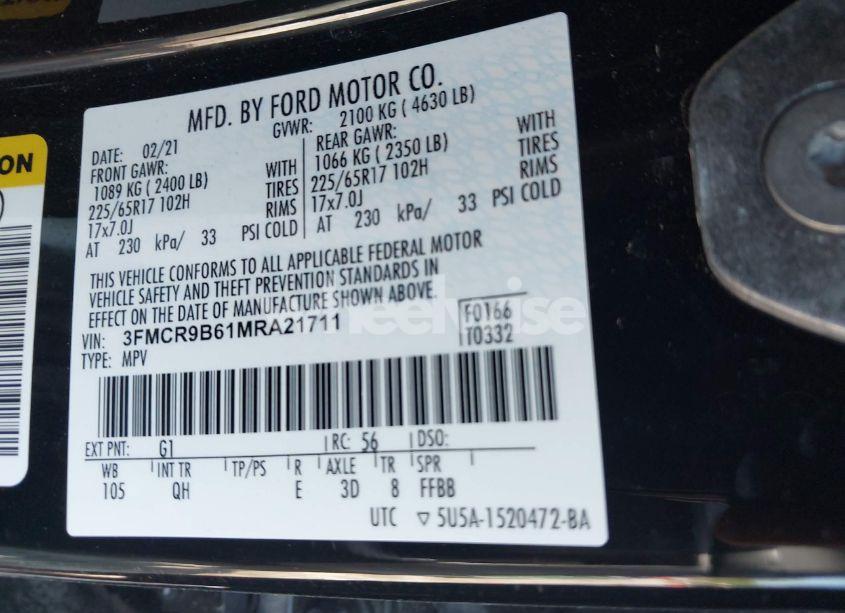 ON
MFD. BY FORD MOTOR CO.
DATE: 02/21
GVWR: 2100 KG ( 4630 LB)
FRONT GAWR:
1089 KG ( 2400 LB) WITH
225/65R17 102H TIRES
17x7.0J RIMS
AT 230 kPa/ 33 PSI COLD
REAR GAWR: WITH
1066 KG ( 2350 LB) TIRES
225/65R17 102H RIMS
17x7.0J
AT 230 kPa/ 33 PSI COLD
THIS VEHICLE CONFORMS TO ALL APPLICABLE FEDERAL MOTOR
VEHICLE SAFETY AND THEFT PREVENTION STANDARDS IN
EFFECT ON THE DATE OF MANUFACTURE SHOWN ABOVE.
VIN: 3FMCR9B61MRA21711
TYPE: MPV
F0166
T0332
EXT PNT: G1 RC: 56 DSO:
WB INT TR TP/PS R AXLE TR SPR
105 QH E 3D 8 FFBB
UTC ▽ 5U5A-1520472-BA